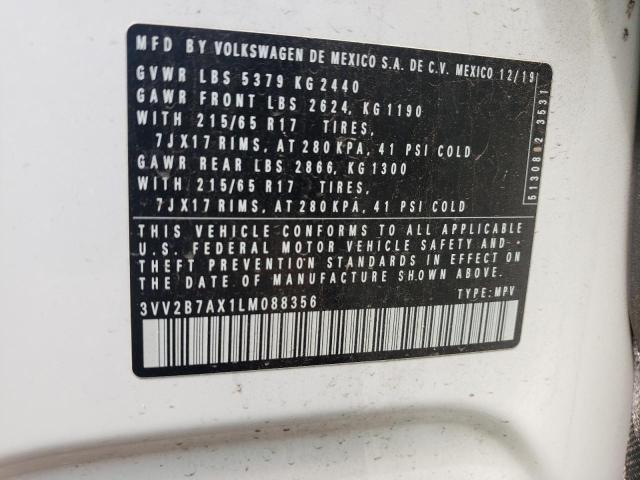 MFD BY VOLKSWAGEN DE MEXICO S.A. DE C.V. MEXICO 12/19
GVWR LBS 5379 KG 2440
GAWR FRONT LBS 2624, KG 1190
WITH 215/65 R17 TIRES,
7JX17 RIMS, AT 280 KPA, 41 PSI COLD
GAWR REAR LBS 2866, KG 1300
WITH 215/65 R17 TIRES,
7JX17 RIMS, AT 280 KPA, 41 PSI COLD
THIS VEHICLE CONFORMS TO ALL APPLICABLE
U.S. FEDERAL MOTOR VEHICLE SAFETY AND
THEFT PREVENTION STANDARDS IN EFFECT ON
THE DATE OF MANUFACTURE SHOWN ABOVE.
3VV2B7AX1LM088356 TYPE: MPV
3531